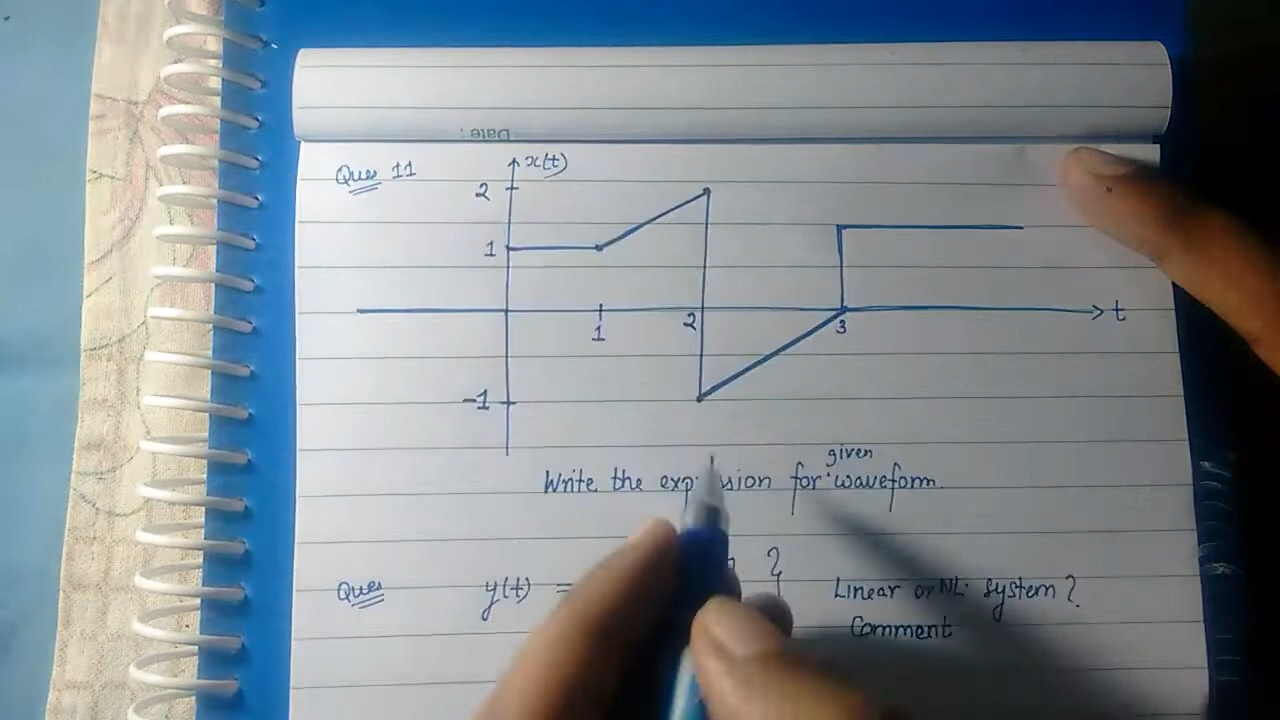 Date :
Ques 11
x(t)
2
1
1
2
3
t
-1
given
Write the for waveform.
Ques y(t) = Linear or NL. system ?
Comment